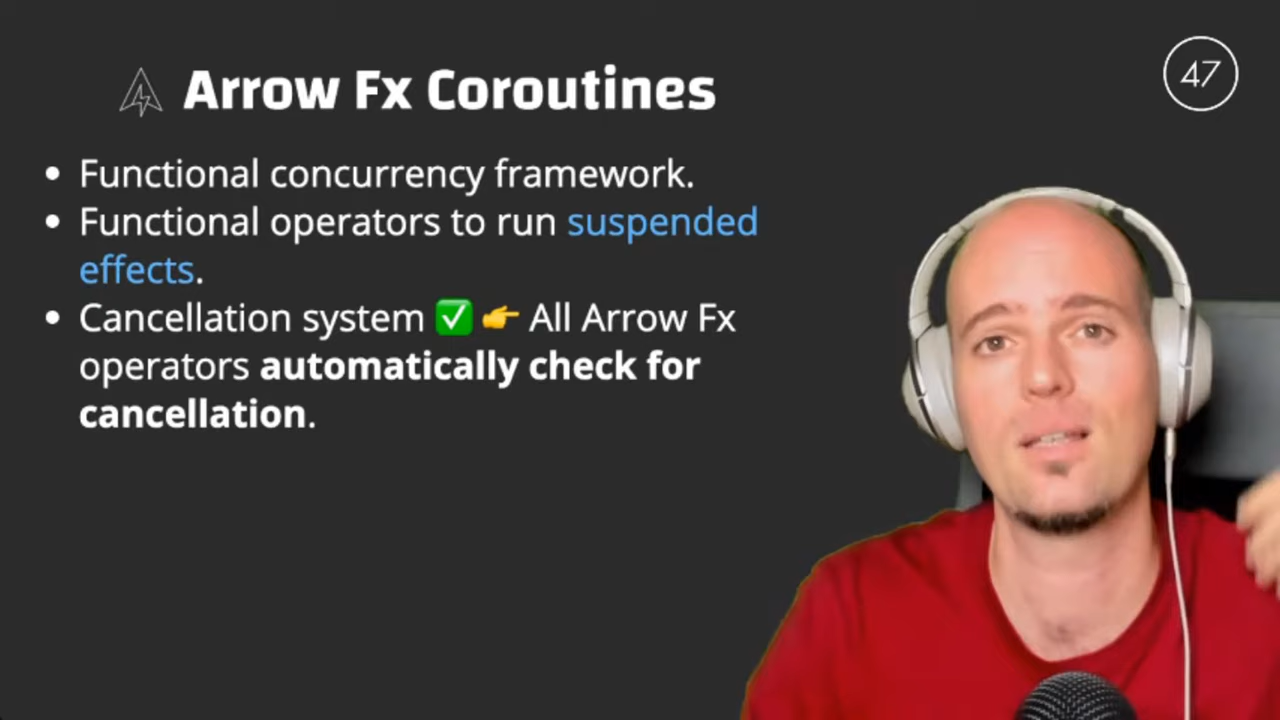 Arrow Fx Coroutines
47
• Functional concurrency framework.
• Functional operators to run suspended
effects.
• Cancellation system ✅ 👉 All Arrow Fx
operators automatically check for
cancellation.